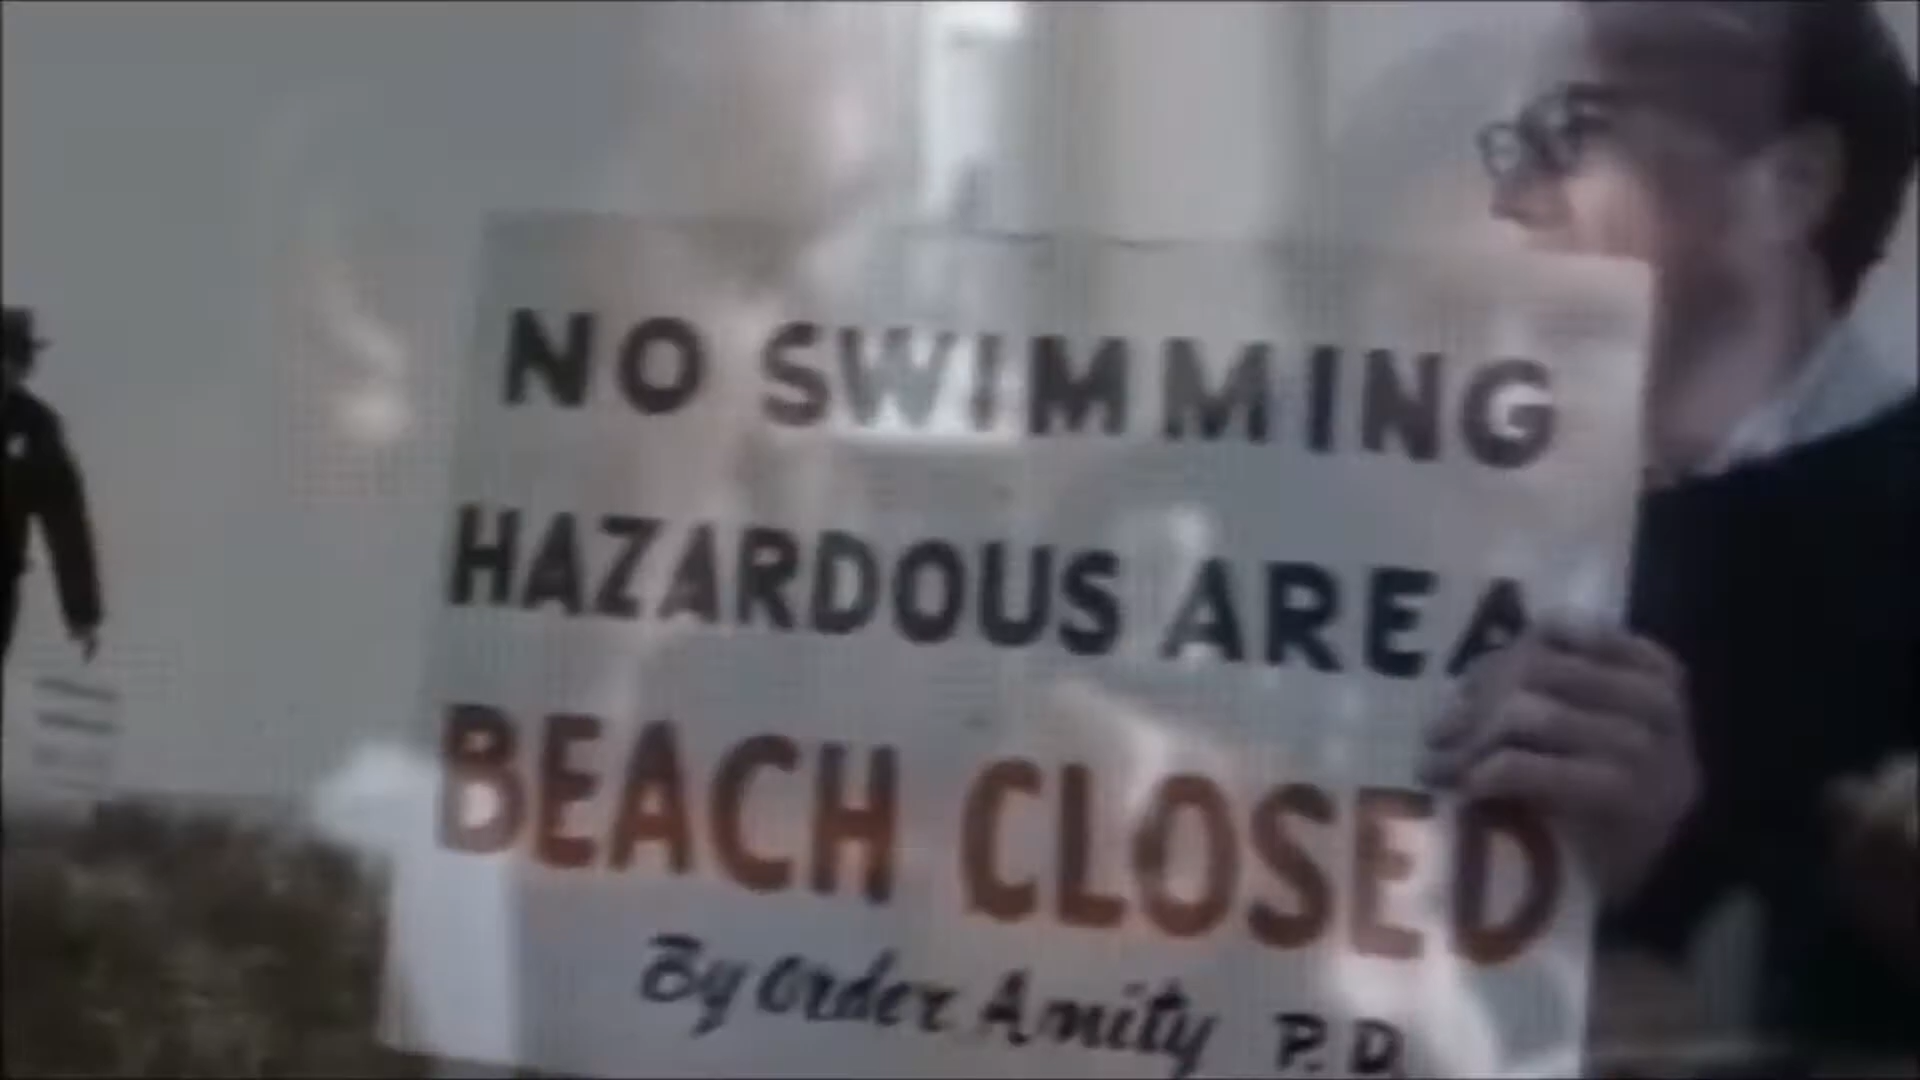 NO SWIMMING
HAZARDOUS AREA
BEACH CLOSED
By Order Amity P.D.